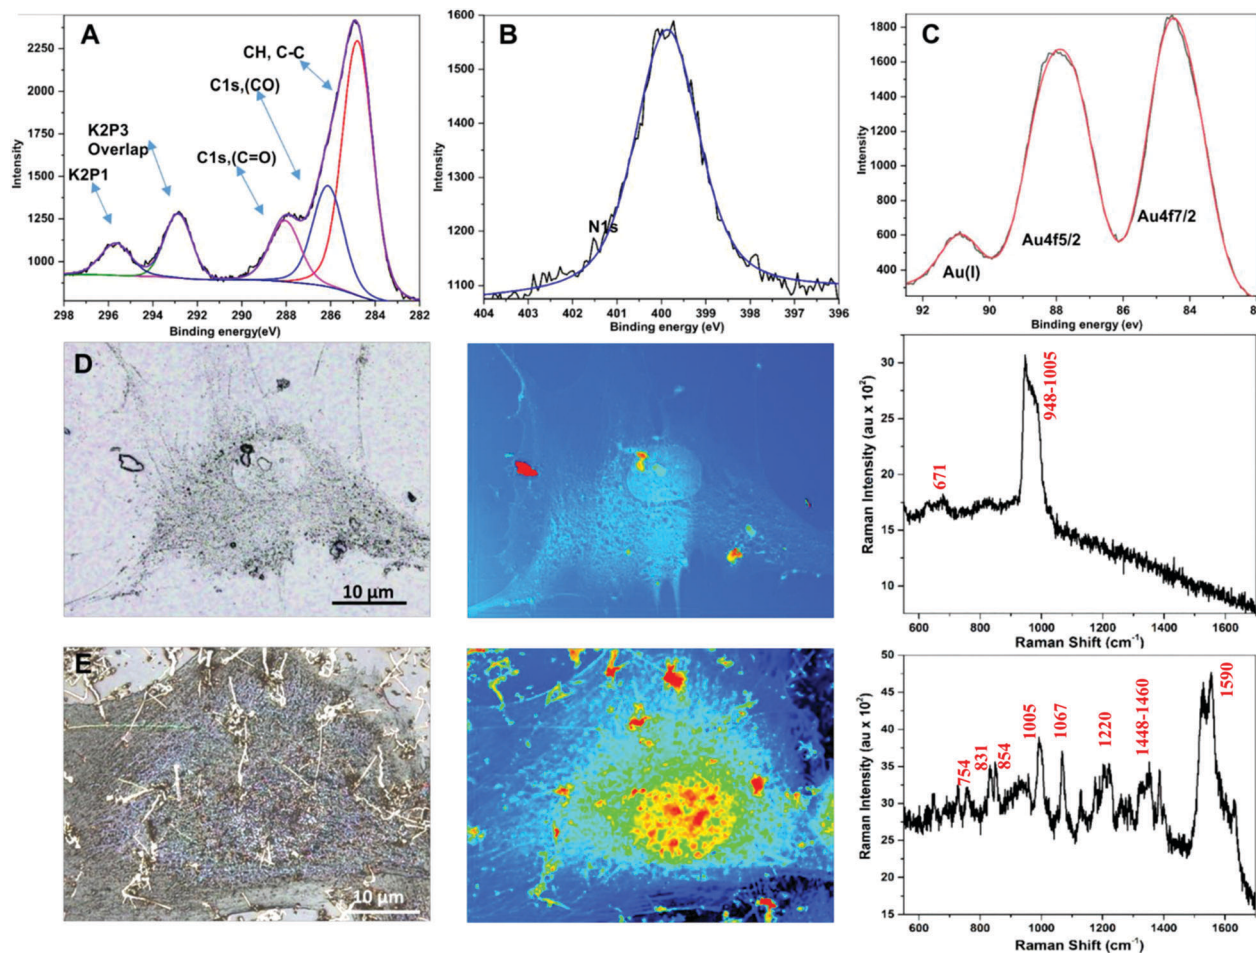 A
2250
2000
1750
1500
1250
1000
Intensity
CH, C-C
C1s,(CO)
K2P3
Overlap
C1s,(C=O)
K2P1
298 296 294 292 290 288 286 284 282
Binding energy(eV)
B
1600
1500
1400
1300
1200
1100
Intensity
N1s
404 403 402 401 400 399 398 397 396
Binding energy (eV)
C
1800
1600
1400
1200
1000
800
600
400
Intensity
Au4f7/2
Au4f5/2
Au(I)
92 90 88 86 84
Binding energy (ev)
D
10 µm
30
25
20
15
10
Raman Intensity (au x 10²)
671
948-1005
600 800 1000 1200 1400 1600
Raman Shift (cm⁻¹)
E
10 µm
50
45
40
35
30
25
20
15
Raman Intensity (au x 10²)
754
831
854
1005
1067
1220
1448-1460
1590
600 800 1000 1200 1400 1600
Raman Shift (cm⁻¹)